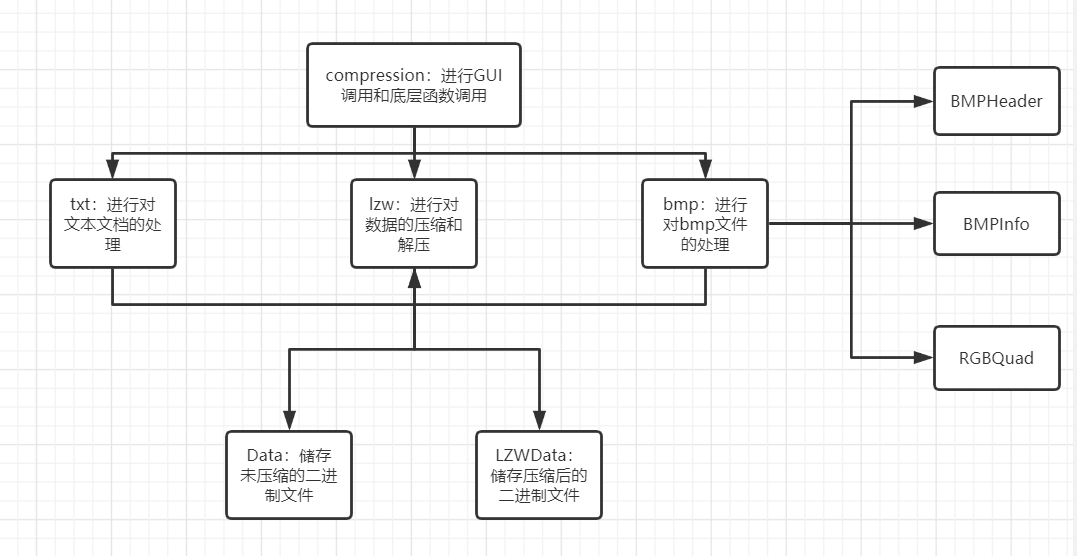 compression：进行GUI
调用和底层函数调用
BMPHeader
txt：进行对
文本文档的处
理
lzw：进行对
数据的压缩和
解压
bmp：进行
对bmp文件
的处理
BMPInfo
RGBQuad
Data：储存
未压缩的二进
制文件
LZWData：
储存压缩后的
二进制文件